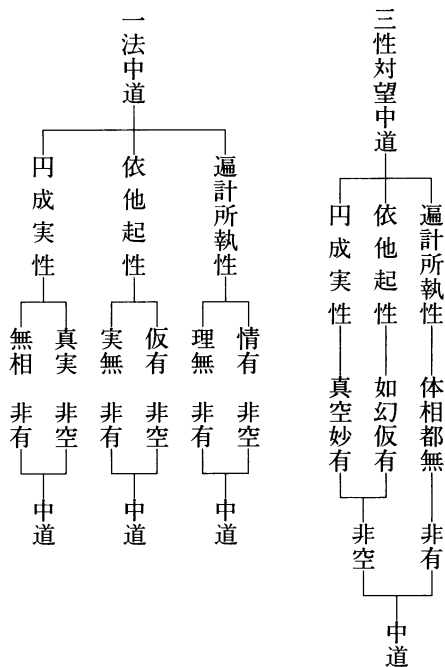 三性対望中道
遍計所執性
体相都無
非有
依他起性
如幻仮有
円成実性
真空妙有
非空
中道
一法中道
遍計所執性
情有 非空
理無 非有
中道
依他起性
仮有 非空
実無 非有
中道
円成実性
真実 非空
無相 非有
中道